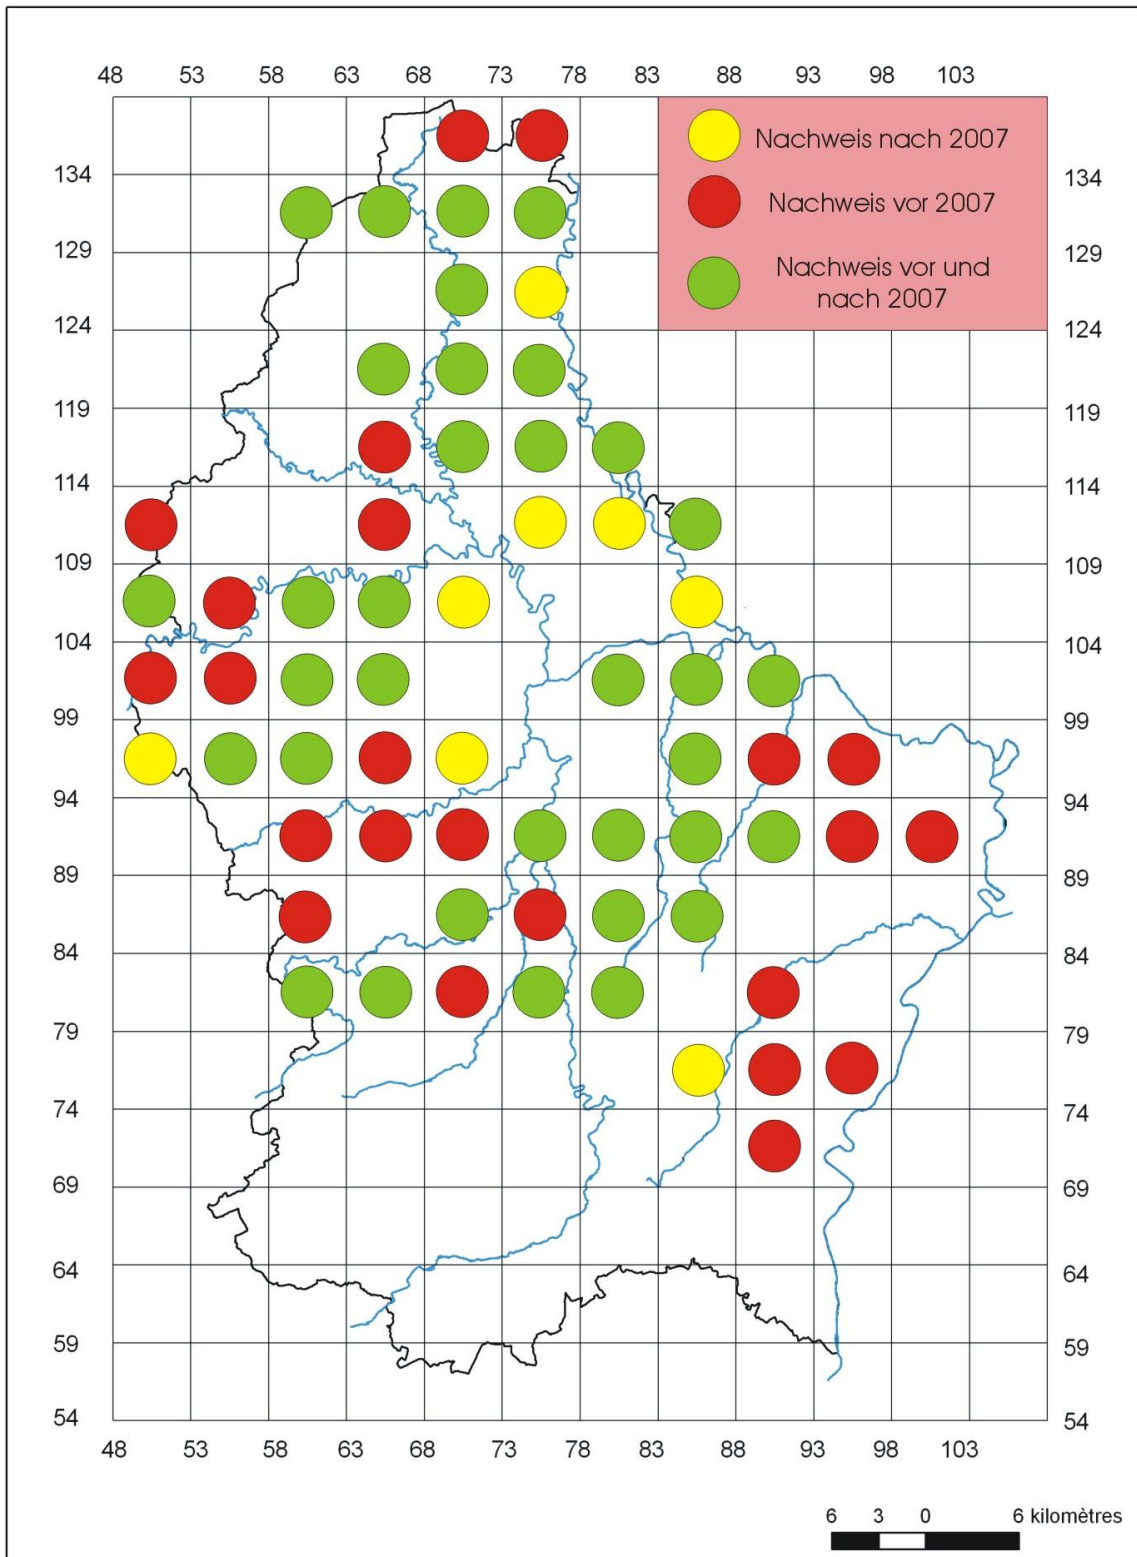 48 53 58 63 68 73 78 83 88 93 98 103
Nachweis nach 2007
134 134
Nachweis vor 2007
129 129
Nachweis vor und
nach 2007
124 124
119 119
114 114
109 109
104 104
99 99
94 94
89 89
84 84
79 79
74 74
69 69
64 64
59 59
54 54
48 53 58 63 68 73 78 83 88 93 98 103
6 3 0 6 kilomètres